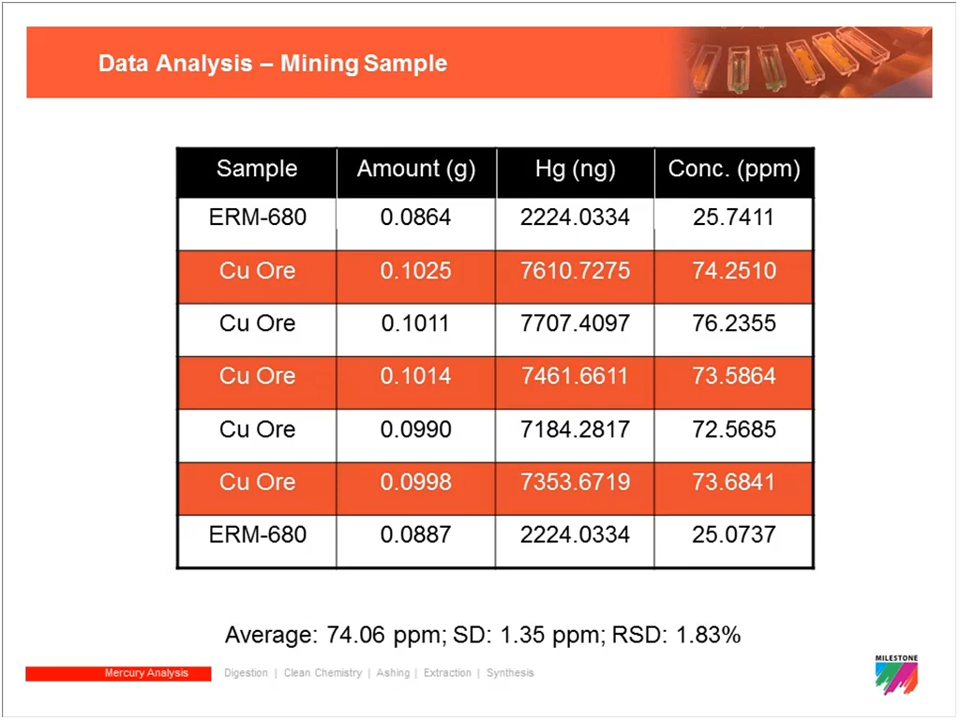 Data Analysis – Mining Sample
Sample Amount (g) Hg (ng) Conc. (ppm)
ERM-680 0.0864 2224.0334 25.7411
Cu Ore 0.1025 7610.7275 74.2510
Cu Ore 0.1011 7707.4097 76.2355
Cu Ore 0.1014 7461.6611 73.5864
Cu Ore 0.0990 7184.2817 72.5685
Cu Ore 0.0998 7353.6719 73.6841
ERM-680 0.0887 2224.0334 25.0737
Average: 74.06 ppm; SD: 1.35 ppm; RSD: 1.83%
Mercury Analysis Digestion | Clean Chemistry | Ashing | Extraction | Synthesis
MILESTONE